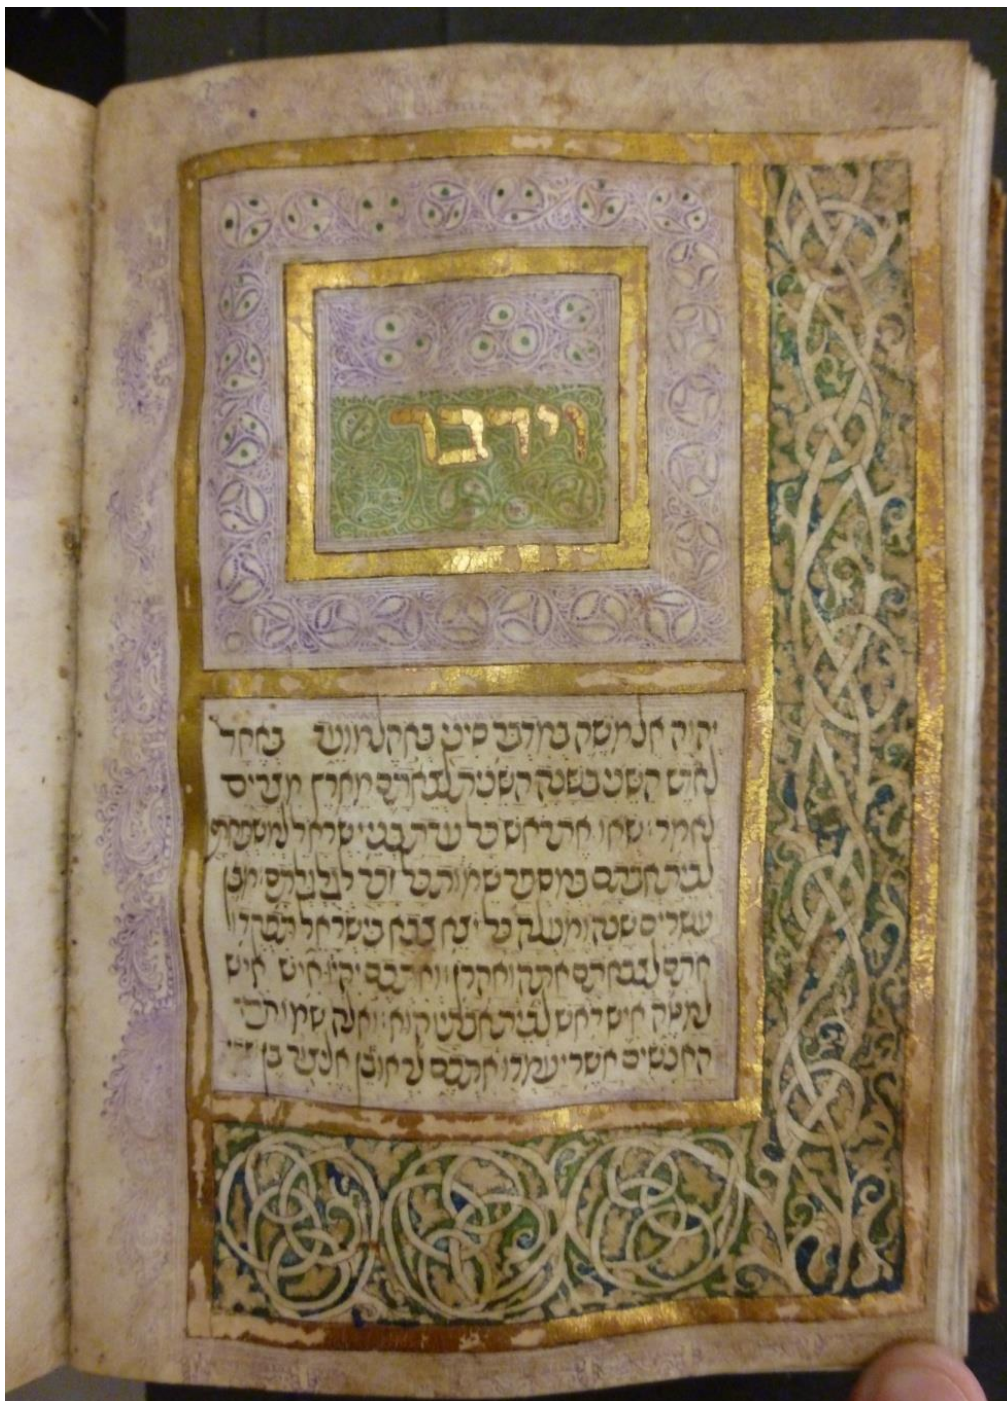 וידבר
יהוה אל משה במדבר סיני באהל מועד באחד
לחדש השני בשנה השנית לצאתם מארץ מצרים
לאמר׃ שאו את ראש כל עדת בני ישראל למשפחתם
לבית אבתם במספר שמות כל זכר לגלגלתם׃ מבן
עשרים שנה ומעלה כל יצא צבא בישראל תפקדו
אתם לצבאתם אתה ואהרן׃ ואתכם יהיו איש איש
למטה איש ראש לבית אבתיו הוא׃ ואלה שמות
האנשים אשר יעמדו אתכם לראובן אליצור בן